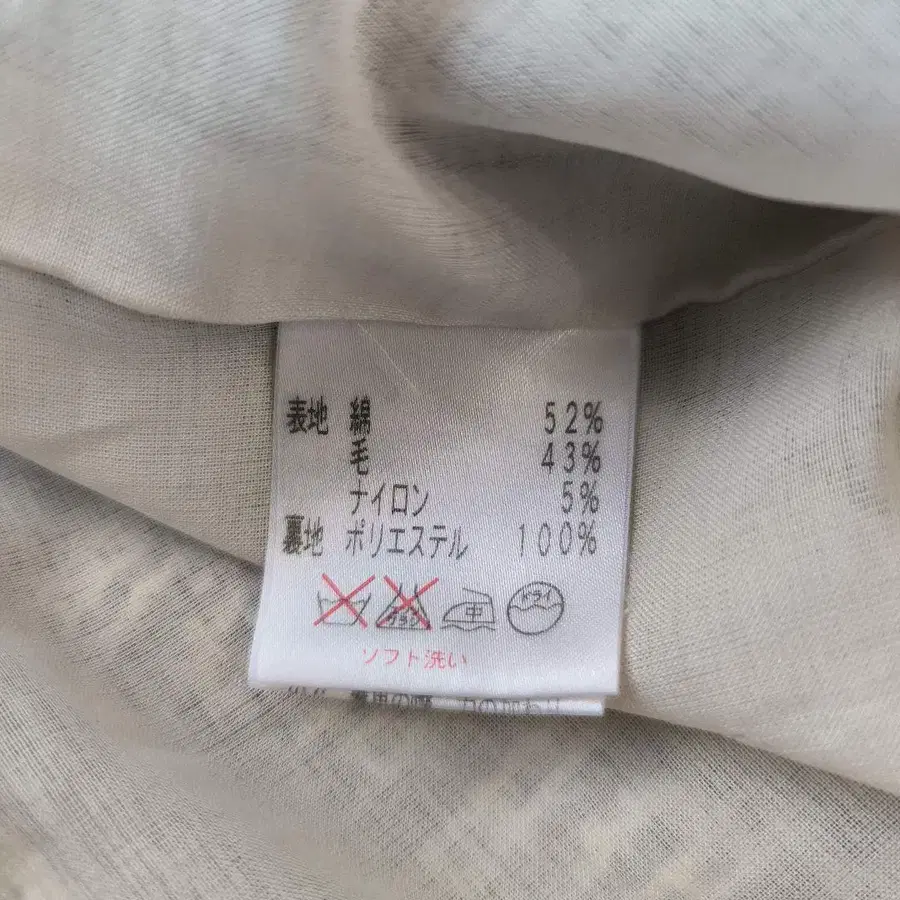 表地 綿 52%
毛 43%
ナイロン 5%
裏地 ポリエステル 100%
中 ドライ
ソフト洗い